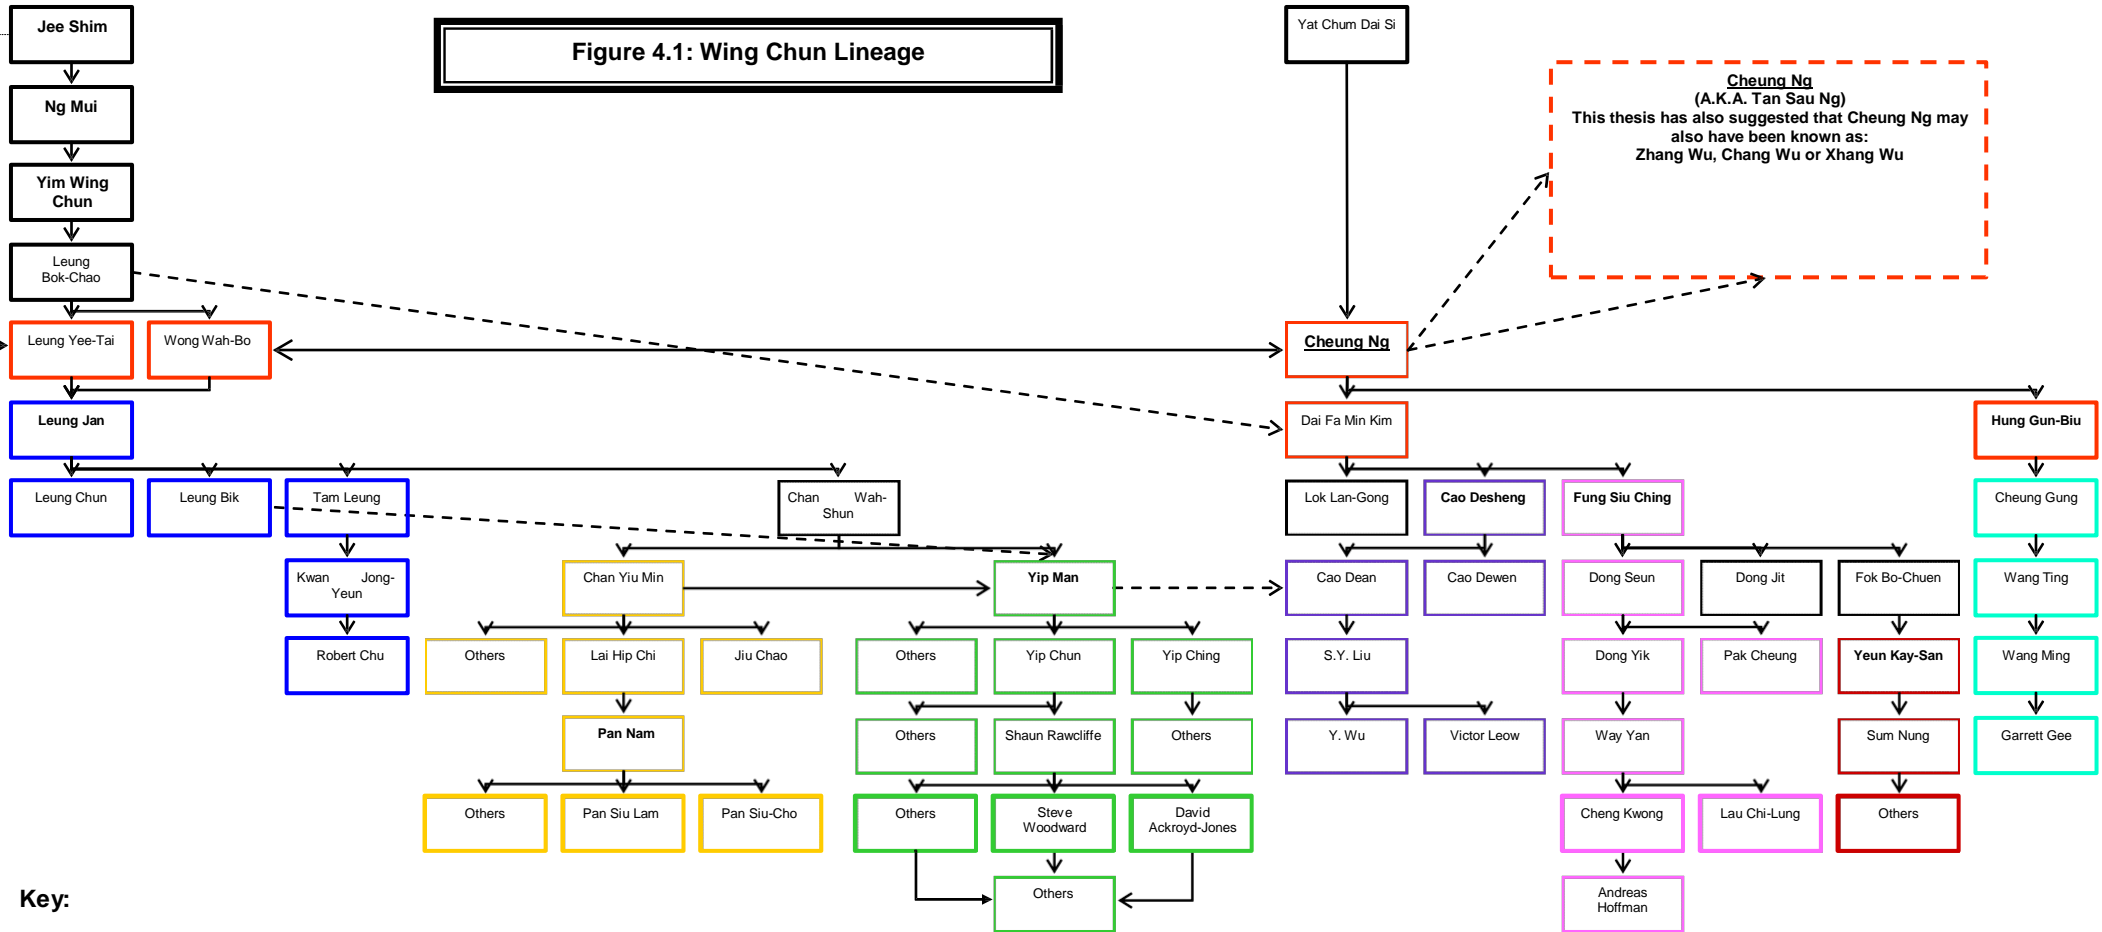 Jee Shim
Figure 4.1: Wing Chun Lineage
Yat Chum Dai Si
Cheung Ng
(A.K.A. Tan Sau Ng)
This thesis has also suggested that Cheung Ng may
also have been known as:
Zhang Wu, Chang Wu or Xhang Wu
Ng Mui
Yim Wing
Chun
Leung
Bok-Chao
Leung Yee-Tai
Wong Wah-Bo
Cheung Ng
Leung Jan
Dai Fa Min Kim
Hung Gun-Biu
Leung Chun
Leung Bik
Tam Leung
Chan Wah-
Shun
Lok Lan-Gong
Cao Desheng
Fung Siu Ching
Cheung Gung
Kwan Jong-
Yeun
Chan Yiu Min
Yip Man
Cao Dean
Cao Dewen
Dong Seun
Dong Jit
Fok Bo-Chuen
Wang Ting
Robert Chu
Others
Lai Hip Chi
Jiu Chao
Others
Yip Chun
Yip Ching
S.Y. Liu
Dong Yik
Pak Cheung
Yeun Kay-San
Wang Ming
Pan Nam
Others
Shaun Rawcliffe
Others
Y. Wu
Victor Leow
Way Yan
Sum Nung
Garrett Gee
Others
Pan Siu Lam
Pan Siu-Cho
Others
Steve
Woodward
David
Ackroyd-Jones
Cheng Kwong
Lau Chi-Lung
Others
Others
Andreas
Hoffman
Key: